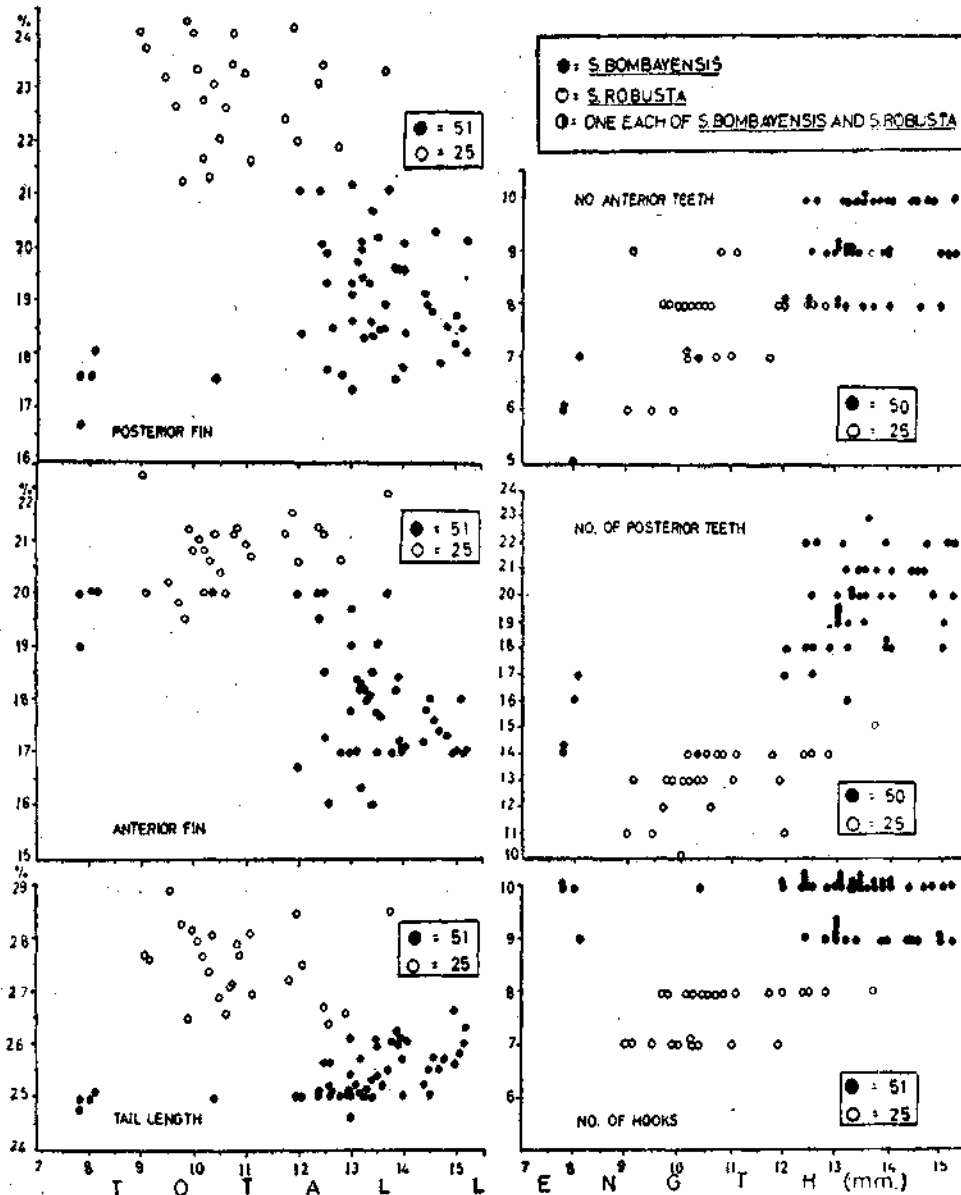 %
24
23
22
21
20
19
18
17
16
● = 51
○ = 25
POSTERIOR FIN
● = S.BOMBAYENSIS
○ = S.ROBUSTA
◐ = ONE EACH OF S.BOMBAYENSIS AND S.ROBUSTA
10
9
8
7
6
5
NO ANTERIOR TEETH
● = 50
○ = 25
%
22
21
20
19
18
17
16
15
● = 51
○ = 25
ANTERIOR FIN
24
23
22
21
20
19
18
17
16
15
14
13
12
11
10
NO. OF POSTERIOR TEETH
● = 50
○ = 25
%
29
28
27
26
25
24
● = 51
○ = 25
TAIL LENGTH
7 8 9 10 11 12 13 14 15
10
9
8
7
6
● = 51
○ = 25
NO. OF HOOKS
7 8 9 10 11 12 13 14 15
T O T A L L E N G T H (mm.)